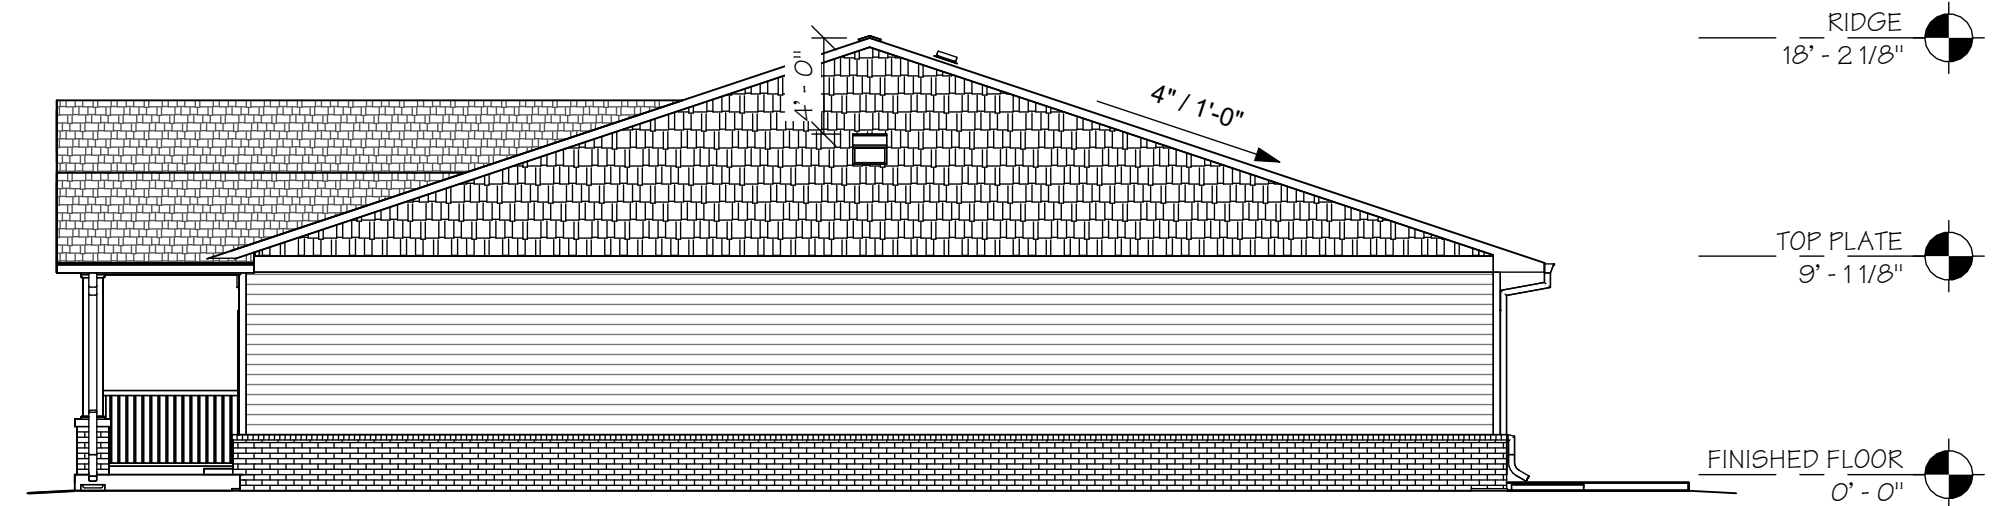 RIDGE
18' - 2 1/8"
4' - 0"
4" / 1'-0"
TOP PLATE
9' - 1 1/8"
FINISHED FLOOR
0' - 0"